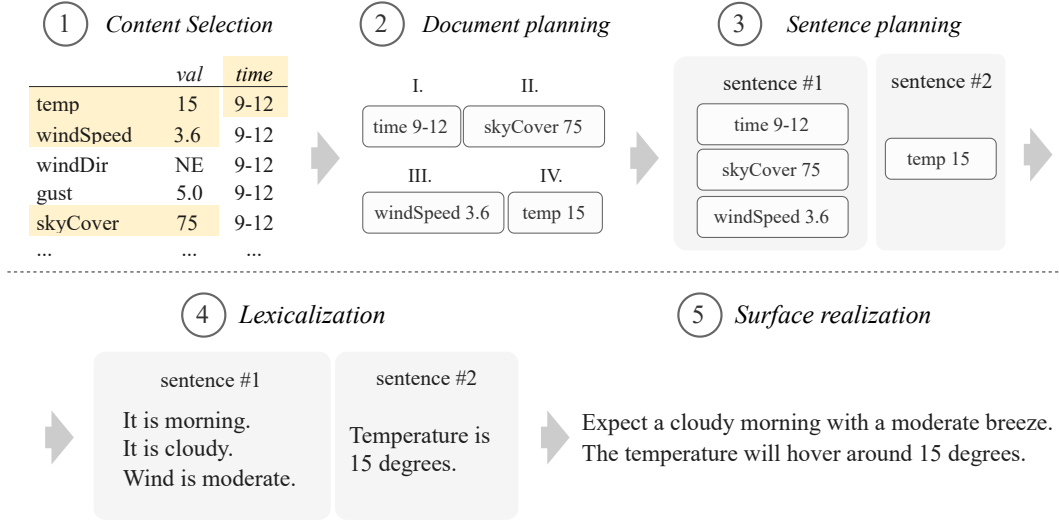 1 Content Selection
val time
temp 15 9-12
windSpeed 3.6 9-12
windDir NE 9-12
gust 5.0 9-12
skyCover 75 9-12
... ... ...
2 Document planning
I. II.
time 9-12 skyCover 75
III. IV.
windSpeed 3.6 temp 15
3 Sentence planning
sentence #1
time 9-12
skyCover 75
windSpeed 3.6
sentence #2
temp 15
4 Lexicalization
sentence #1
It is morning.
It is cloudy.
Wind is moderate.
sentence #2
Temperature is
15 degrees.
5 Surface realization
Expect a cloudy morning with a moderate breeze.
The temperature will hover around 15 degrees.